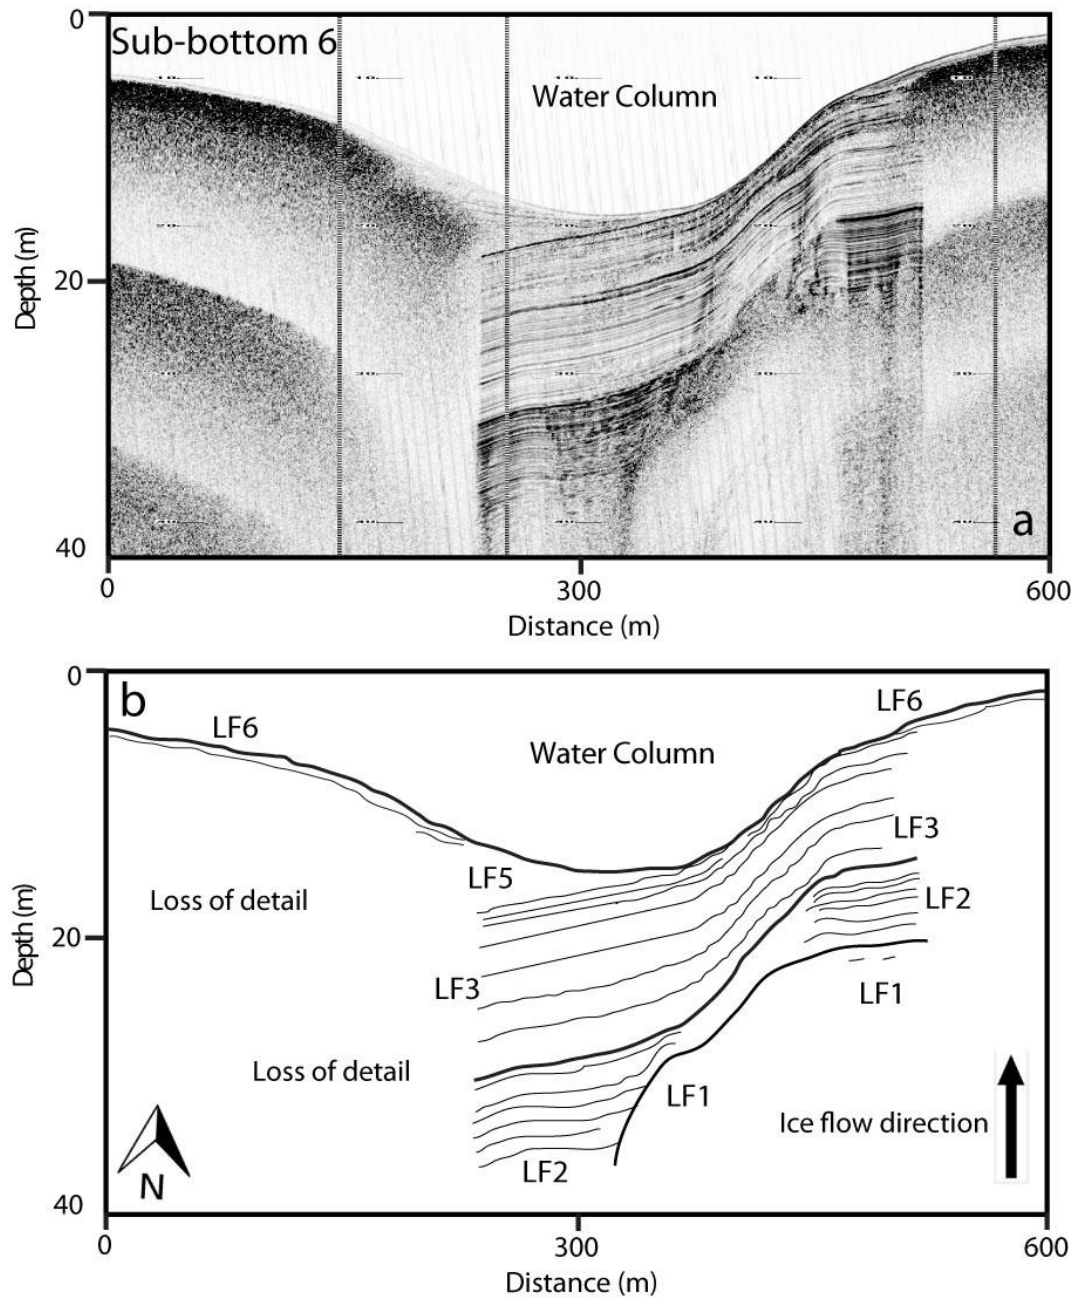 0
Sub-bottom 6
Water Column
Depth (m)
20
40
a
0
300
600
Distance (m)
0
b
LF6
LF6
Water Column
LF3
LF5
LF2
Loss of detail
Depth (m)
20
LF3
LF1
Loss of detail
LF1
Ice flow direction
LF2
N
40
0
300
600
Distance (m)